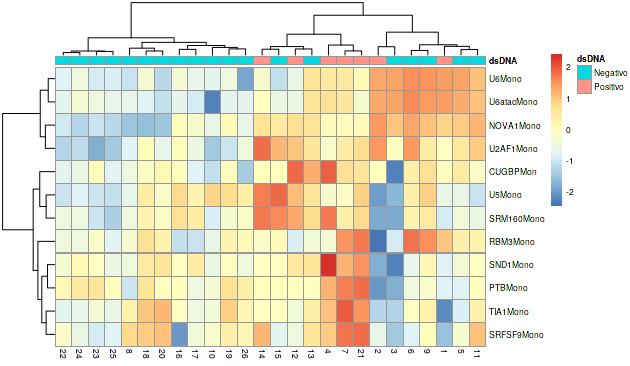 dsDNA
U6Mono
U6atacMono
NOVA1Mono
U2AF1Mono
CUGBPMon
U5Mono
SRM160Mono
RBM3Mono
SND1Mono
PTBMono
TIA1Mono
SRFSF9Mono
22 24 23 25 8 18 20 16 17 10 19 26 14 15 12 13 4 7 21 2 3 6 9 1 5 11
2
1
0
-1
-2
dsDNA
Negativo
Positivo